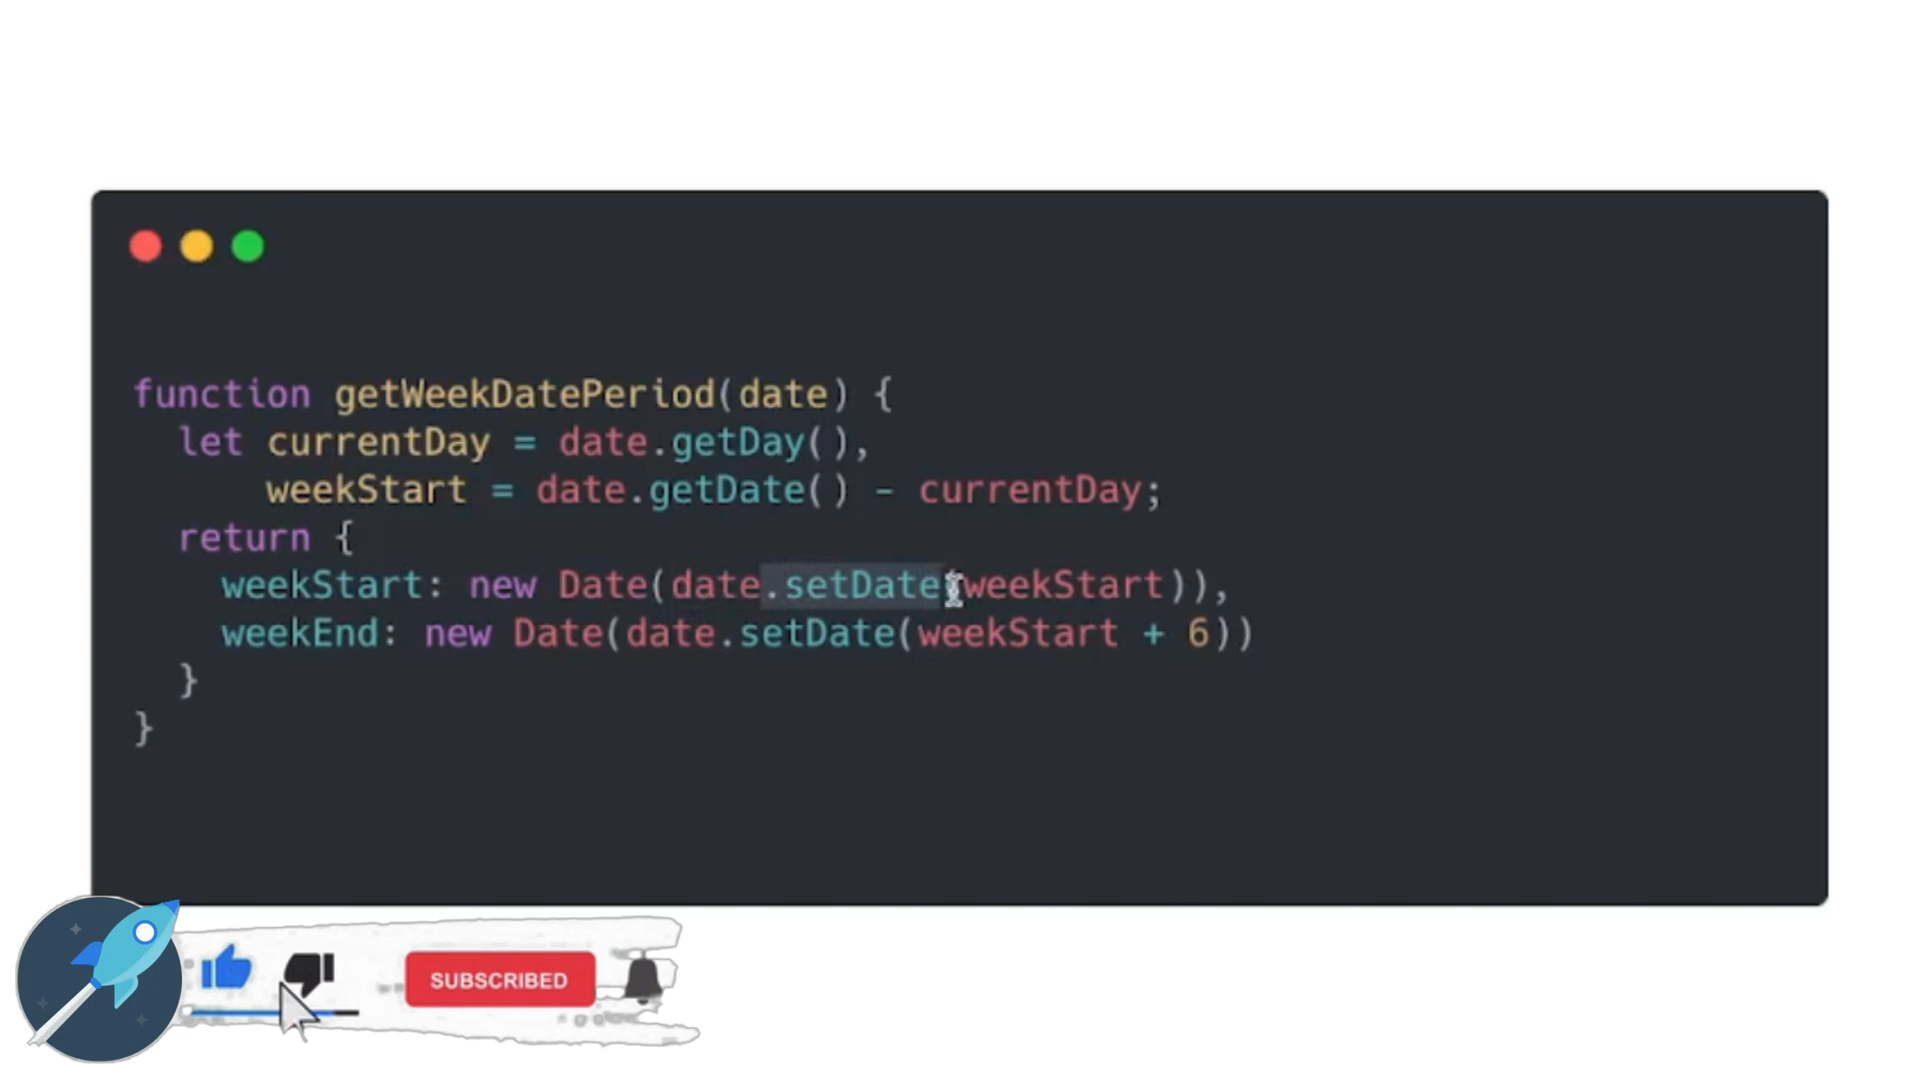 function getWeekDatePeriod(date) {
  let currentDay = date.getDay(),
      weekStart = date.getDate() - currentDay;
  return {
    weekStart: new Date(date.setDate(weekStart)),
    weekEnd: new Date(date.setDate(weekStart + 6))
  }
}
SUBSCRIBED